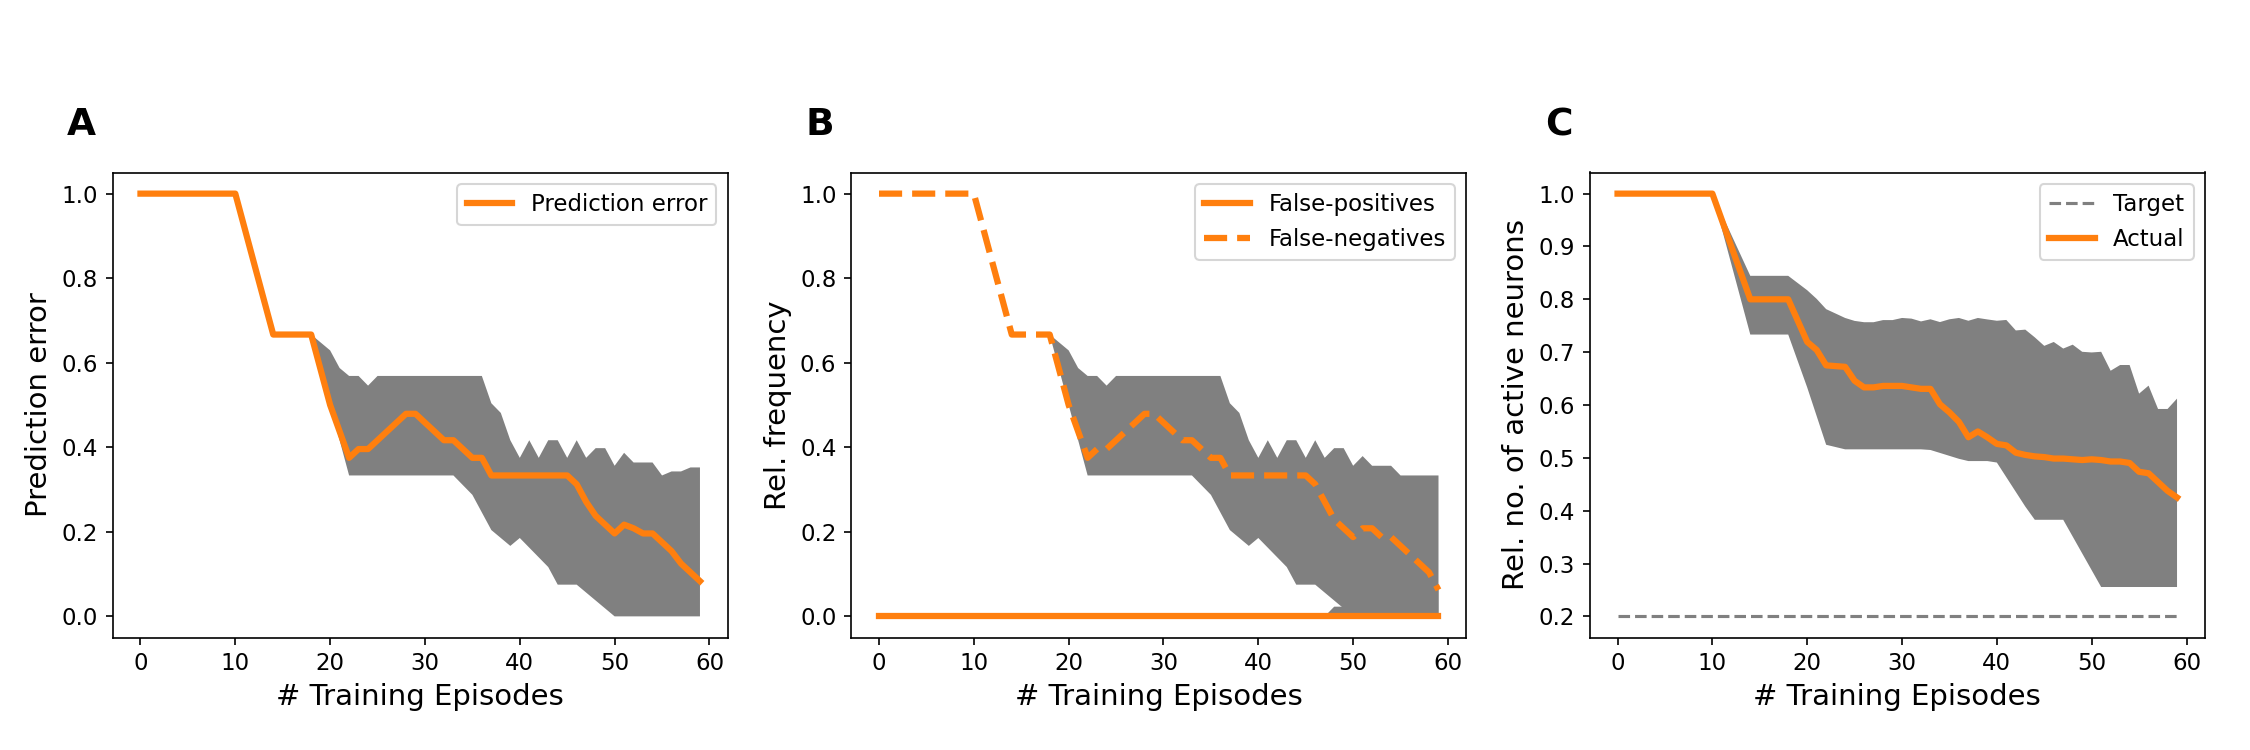 A
B
C
Prediction error
1.0
0.8
0.6
0.4
0.2
0.0
Prediction error
0 10 20 30 40 50 60
# Training Episodes
Rel. frequency
1.0
0.8
0.6
0.4
0.2
0.0
False-positives
False-negatives
0 10 20 30 40 50 60
# Training Episodes
Rel. no. of active neurons
1.0
0.9
0.8
0.7
0.6
0.5
0.4
0.3
0.2
Target
Actual
0 10 20 30 40 50 60
# Training Episodes